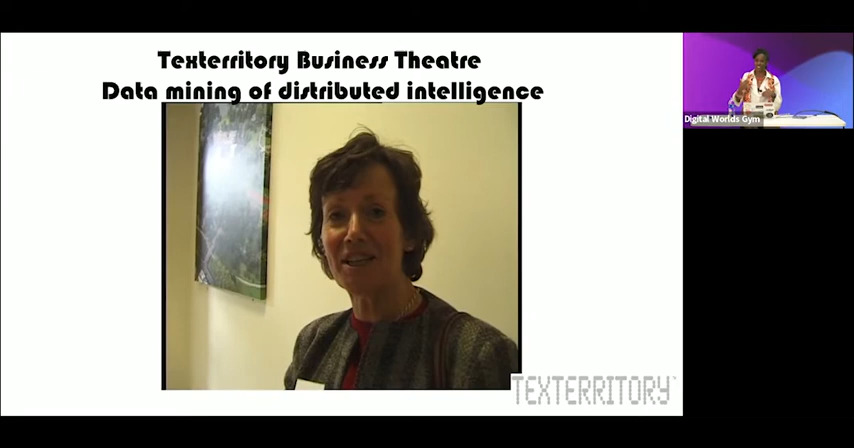 Texterritory Business Theatre
Data mining of distributed intelligence
Digital Worlds Gym
TEXTERRITORY